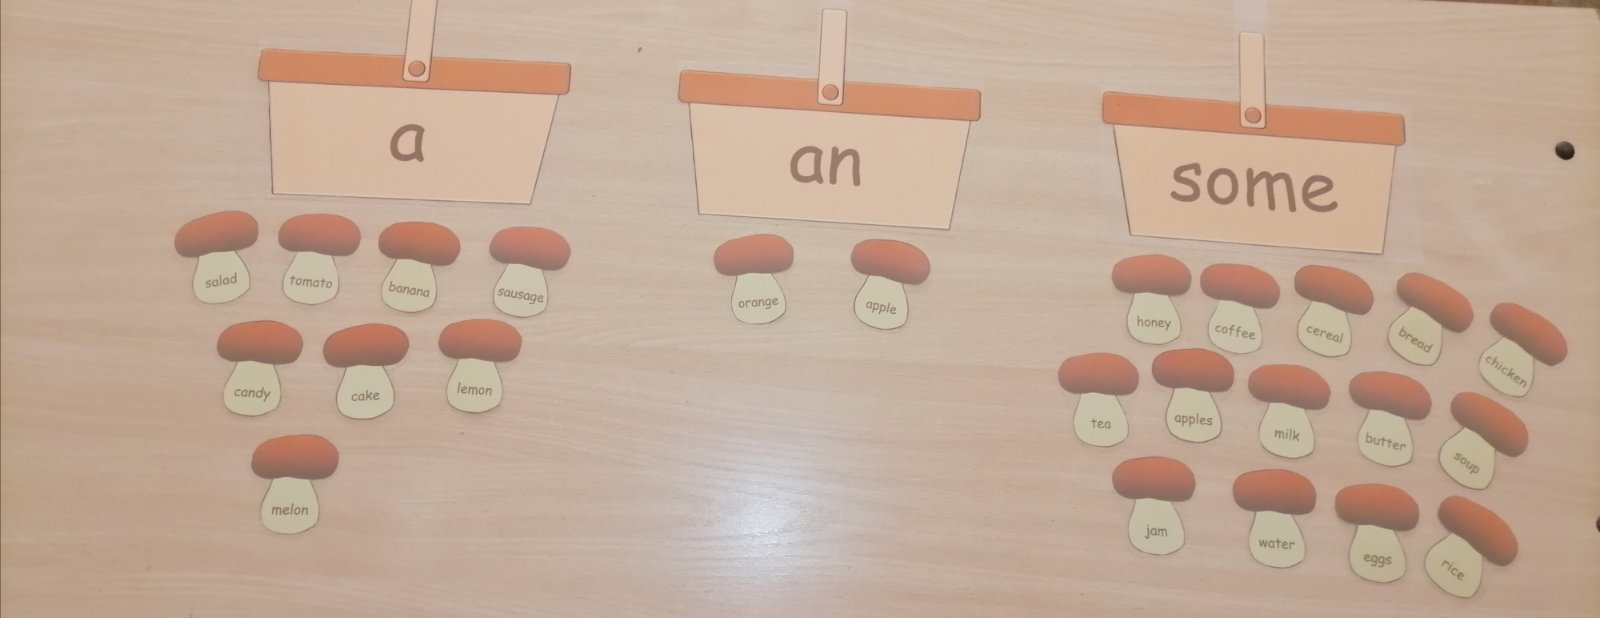 a
an
some
salad tomato banana sausage
candy cake lemon
melon
orange apple
honey coffee cereal bread chicken
tea apples milk butter soup
jam water eggs rice